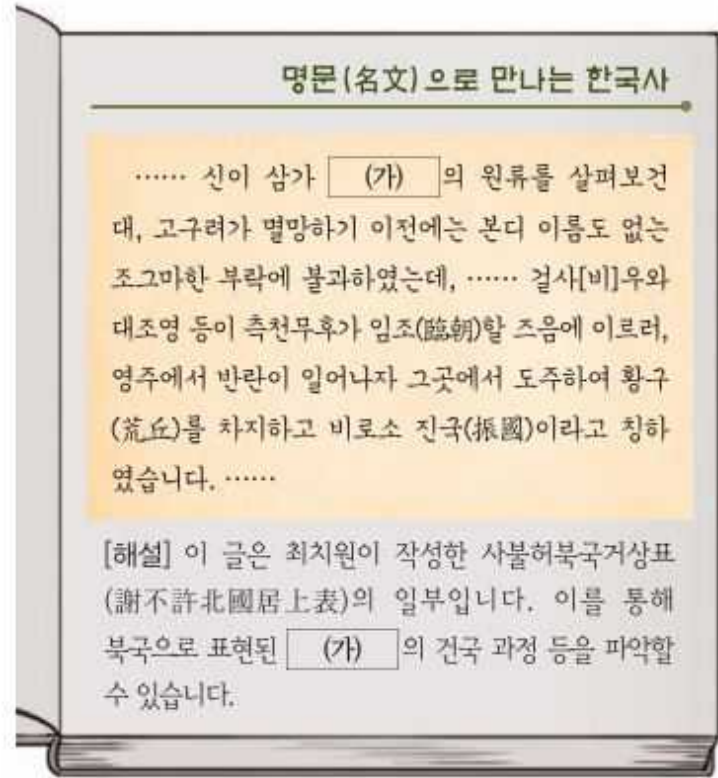 명문(名文)으로 만나는 한국사
…… 신이 삼가 (가) 의 원류를 살펴보건
대, 고구려가 멸망하기 이전에는 본디 이름도 없는
조그마한 부락에 불과하였는데, …… 걸사[비]우와
대조영 등이 측천무후가 임조(臨朝)할 즈음에 이르러,
영주에서 반란이 일어나자 그곳에서 도주하여 황구
(荒丘)를 차지하고 비로소 진국(振國)이라고 칭하
였습니다. ……
[해설] 이 글은 최치원이 작성한 사불허북국거상표
(謝不許北國居上表)의 일부입니다. 이를 통해
북국으로 표현된 (가) 의 건국 과정 등을 파악할
수 있습니다.